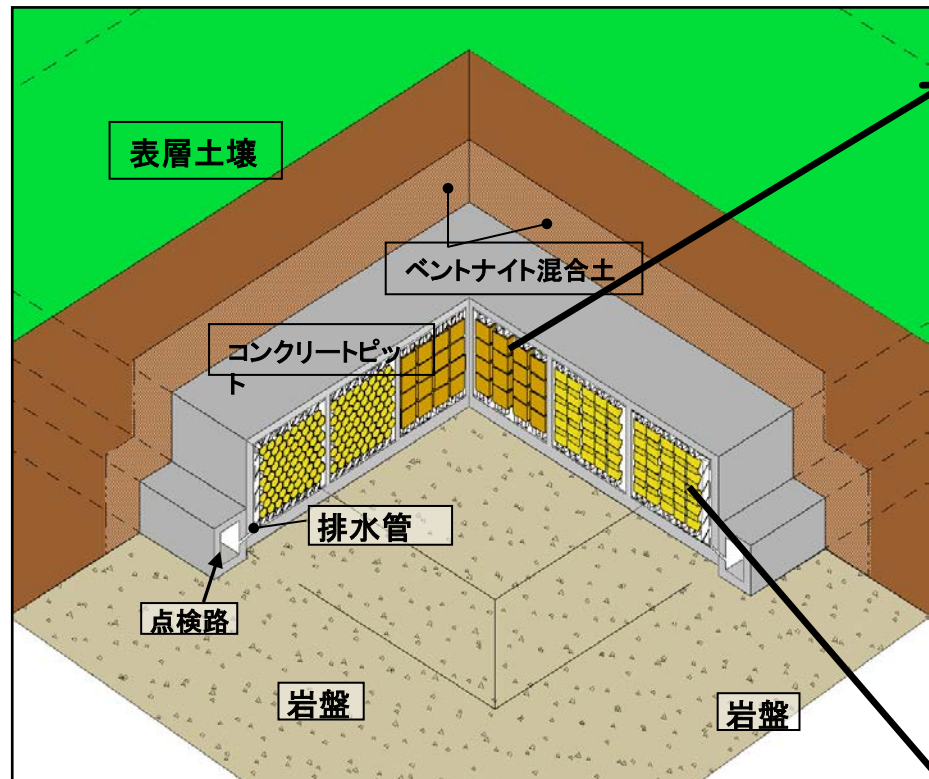 表層土壌
ベントナイト混合土
コンクリートピッ
ト
排水管
点検路
岩盤
岩盤